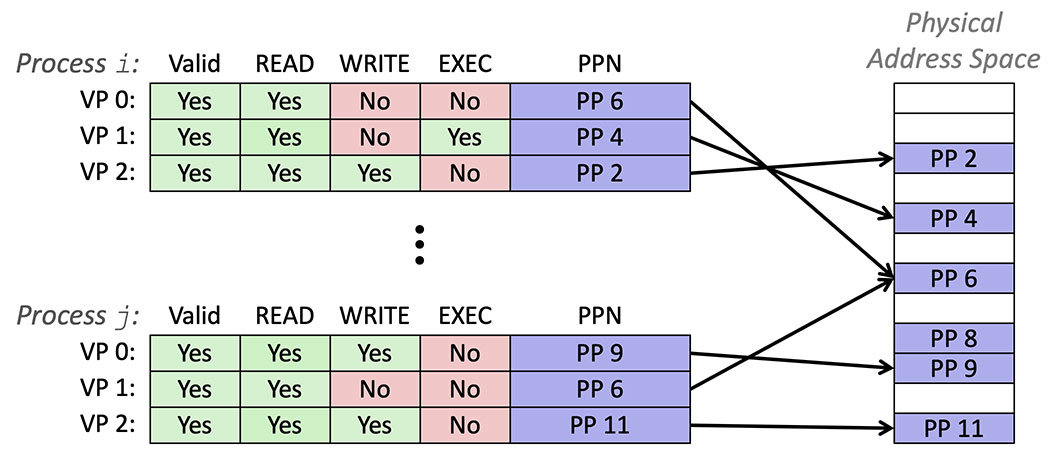 Physical
Address Space
Process i: Valid READ WRITE EXEC PPN
VP 0: Yes Yes No No PP 6
VP 1: Yes Yes No Yes PP 4
VP 2: Yes Yes Yes No PP 2
Process j: Valid READ WRITE EXEC PPN
VP 0: Yes Yes Yes No PP 9
VP 1: Yes Yes No No PP 6
VP 2: Yes Yes Yes No PP 11
PP 2
PP 4
PP 6
PP 8
PP 9
PP 11